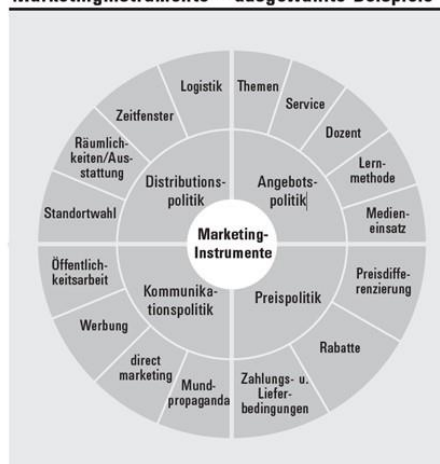 Marketinginstrumente – ausgewählte Beispiele
Logistik
Themen
Zeitfenster
Service
Räumlich-
keiten/Aus-
stattung
Dozent
Lern-
methode
Standortwahl
Distributions-
politik
Angebots-
politik
Medien-
einsatz
Marketing-
Instrumente
Öffentlich-
keitsarbeit
Kommunika-
tionspolitik
Preispolitik
Preisdiffe-
renzierung
Werbung
Rabatte
direct
marketing
Mund-
propaganda
Zahlungs- u.
Liefer-
bedingungen